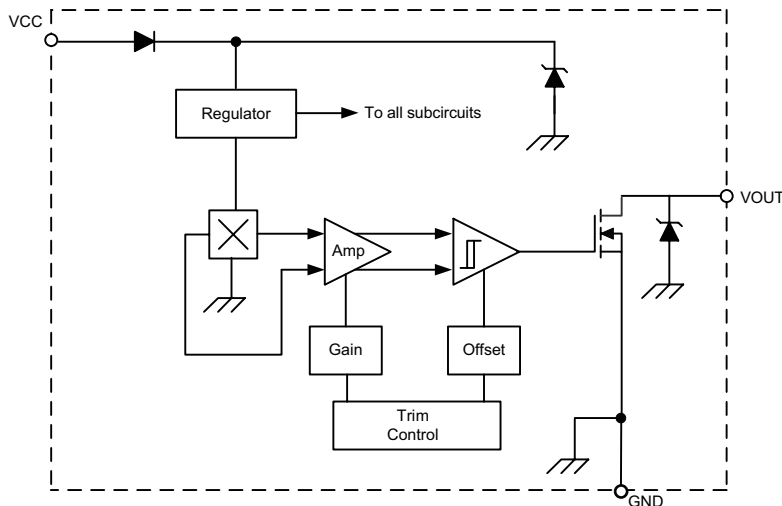 VCC
Regulator
To all subcircuits
VOUT
Amp
Gain
Offset
Trim
Control
GND